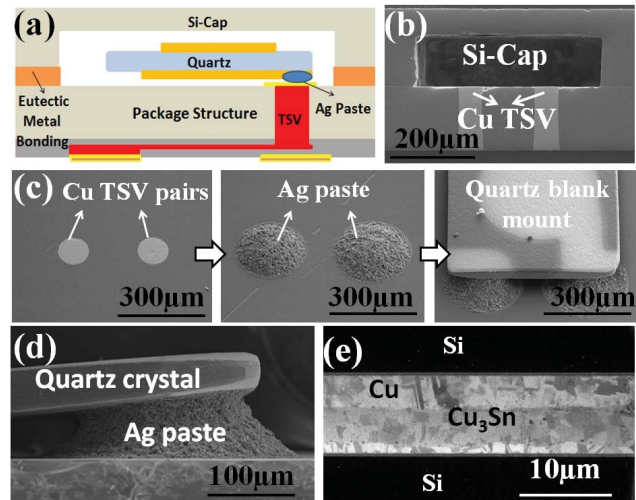 (a)
Si-Cap
Quartz
Eutectic
Metal
Bonding
Package Structure
TSV
Ag Paste
(b)
Si-Cap
Cu TSV
200μm
(c)
Cu TSV pairs
300μm
Ag paste
300μm
Quartz blank
mount
300μm
(d)
Quartz crystal
Ag paste
100μm
(e)
Si
Cu
Cu₃Sn
Si
10μm